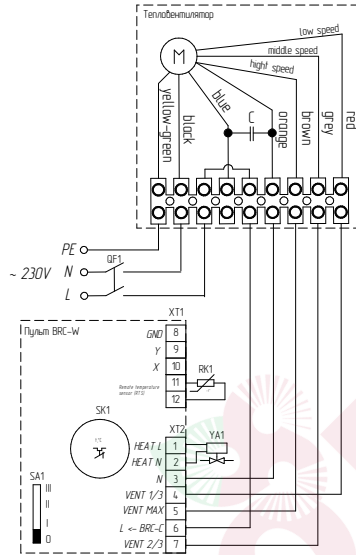 Тепловентилятор
low speed
middle speed
hight speed
M
C
yellow-green
black
blue
orange
brown
grey
red
PE
~ 230V
N
QF1
L
XT1
Пульт BRC-W
GND 8
Y 9
X 10
Remote temperature
sensor (RTS)
11
12
RK1
SK1
t°C
XT2
HEAT L 1
HEAT N 2
YA1
N 3
VENT 1/3 4
VENT MAX 5
L <- BRC-C 6
VENT 2/3 7
SA1
III
II
I
0